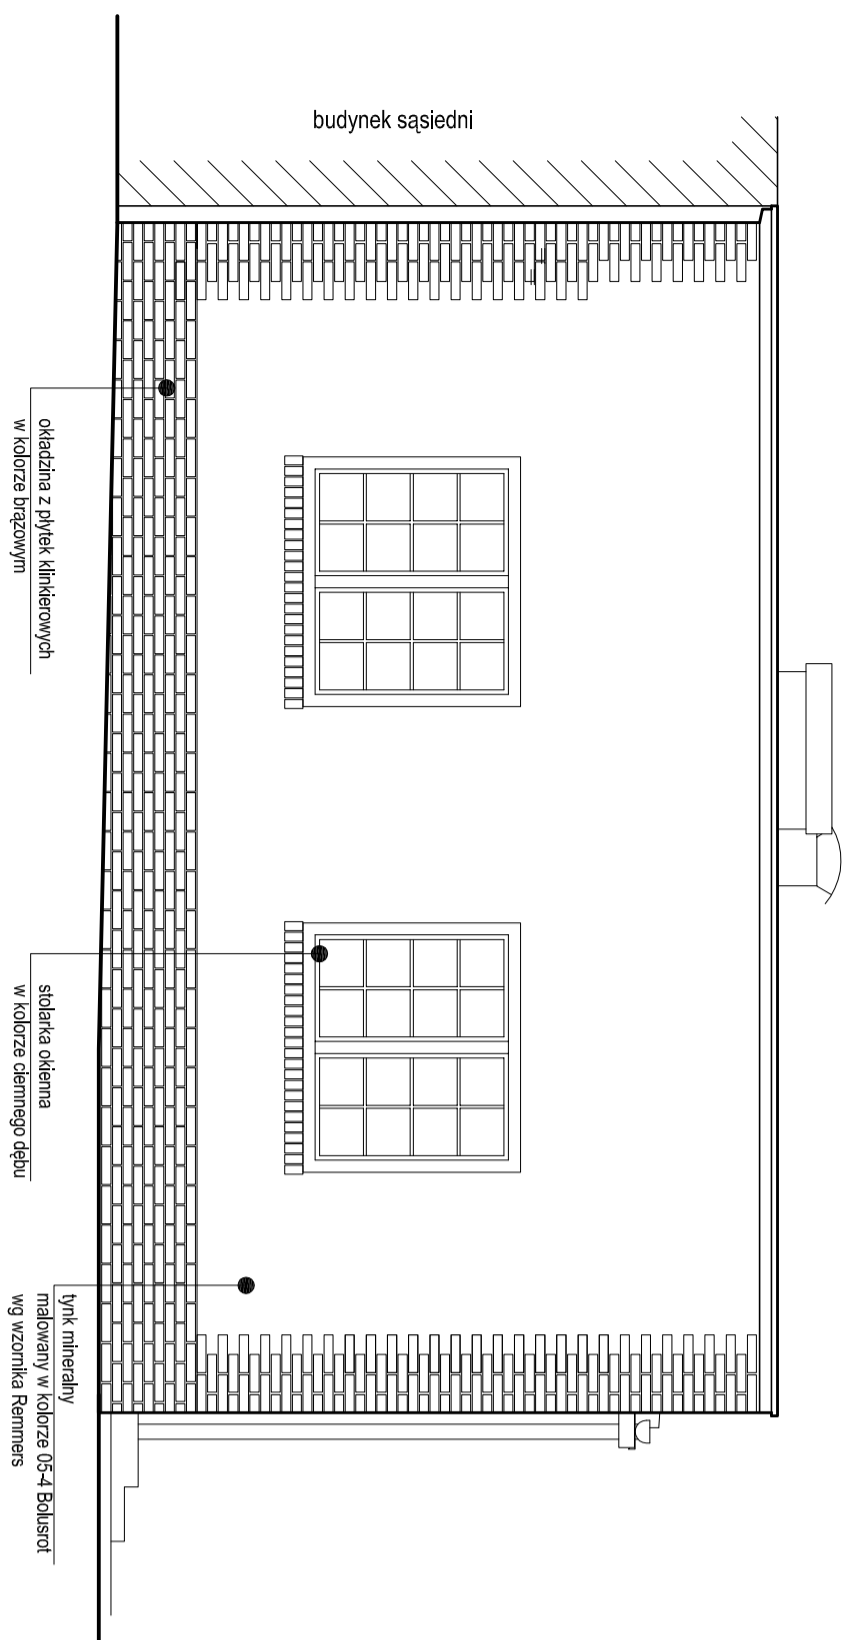 budynek sąsiedni
okładzina z płytek klinkierowych
w kolorze brązowym
stolarka okienna
w kolorze ciemnego dębu
tynk mineralny
malowany w kolorze 05-4 Bolusrot
wg wzornika Remmers